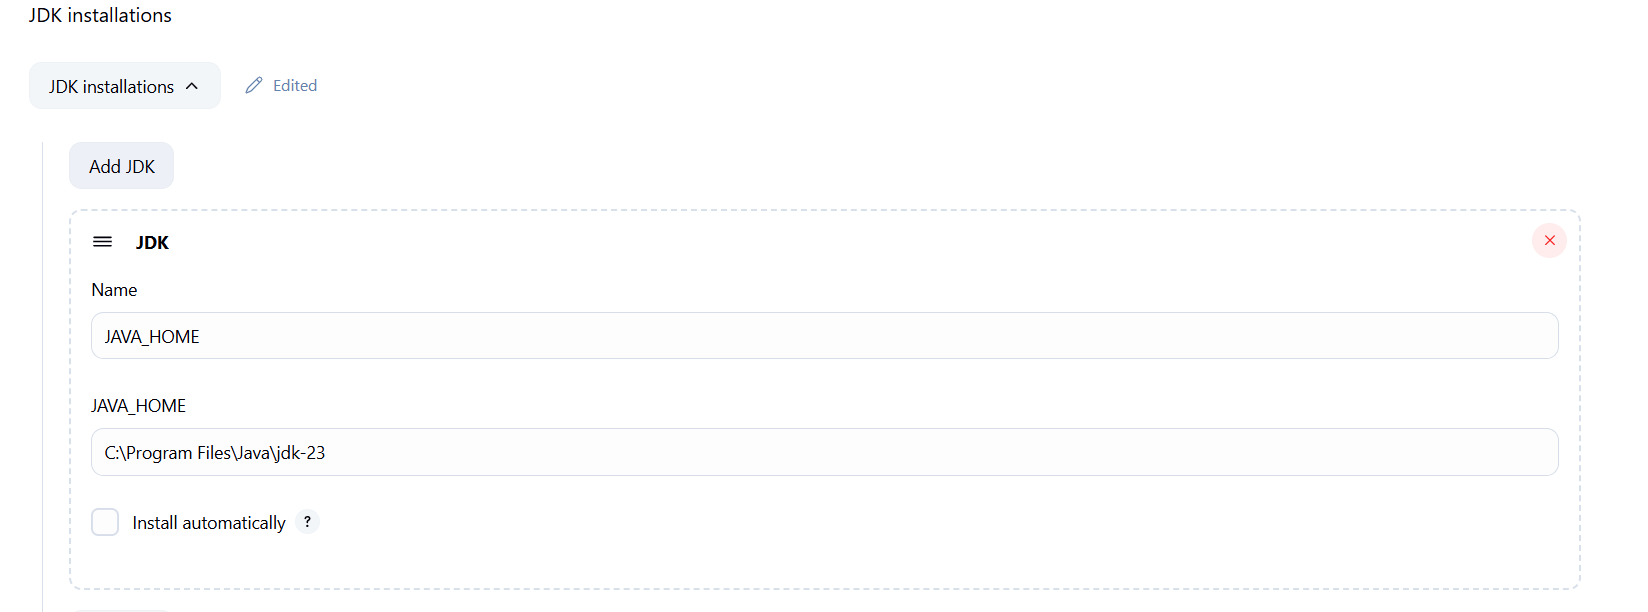 JDK installations
JDK installations
Edited
Add JDK
JDK
Name
JAVA_HOME
JAVA_HOME
C:\Program Files\Java\jdk-23
Install automatically ?